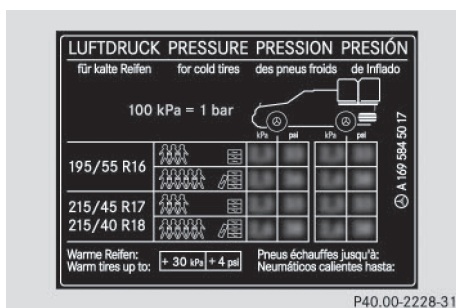 LUFTDRUCK PRESSURE PRESSION PRESIÓN
für kalte Reifen for cold tires des pneus froids de Inflado
100 kPa = 1 bar
kPa psi kPa psi
195/55 R16
215/45 R17
215/40 R18
A 169 584 50 17
Warme Reifen:
Warm tires up to:
+ 30 kPa + 4 psi
Pneus échauffes jusqu'à:
Neumáticos calientes hasta:
P40.00-2228-31